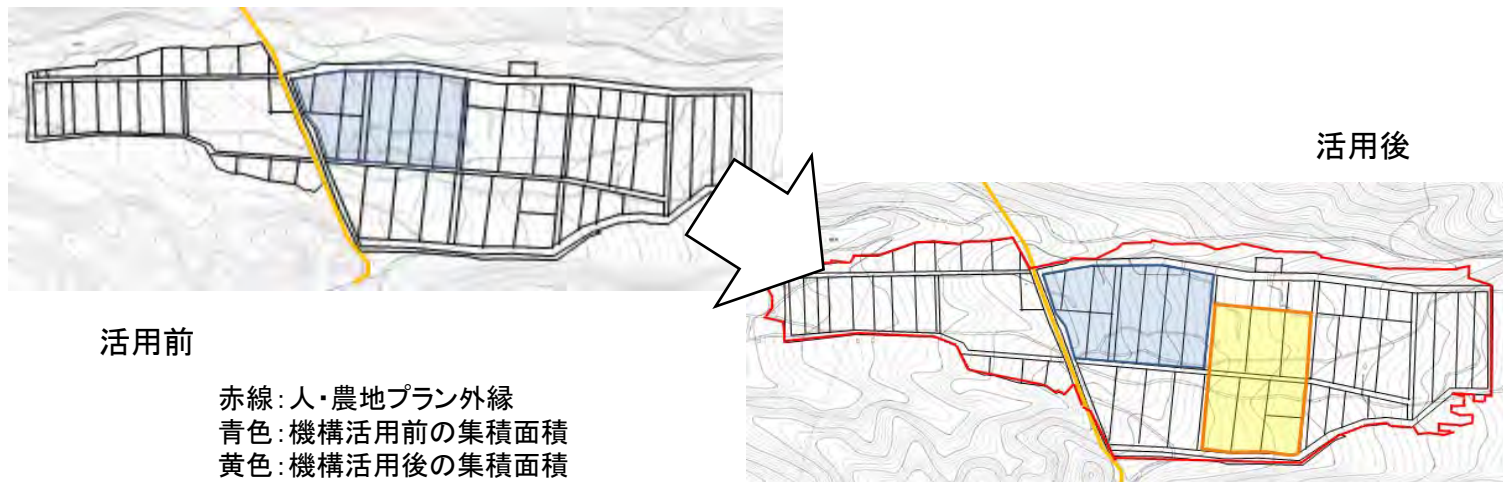 活用後
活用前
赤線：人・農地プラン外縁
青色：機構活用前の集積面積
黄色：機構活用後の集積面積